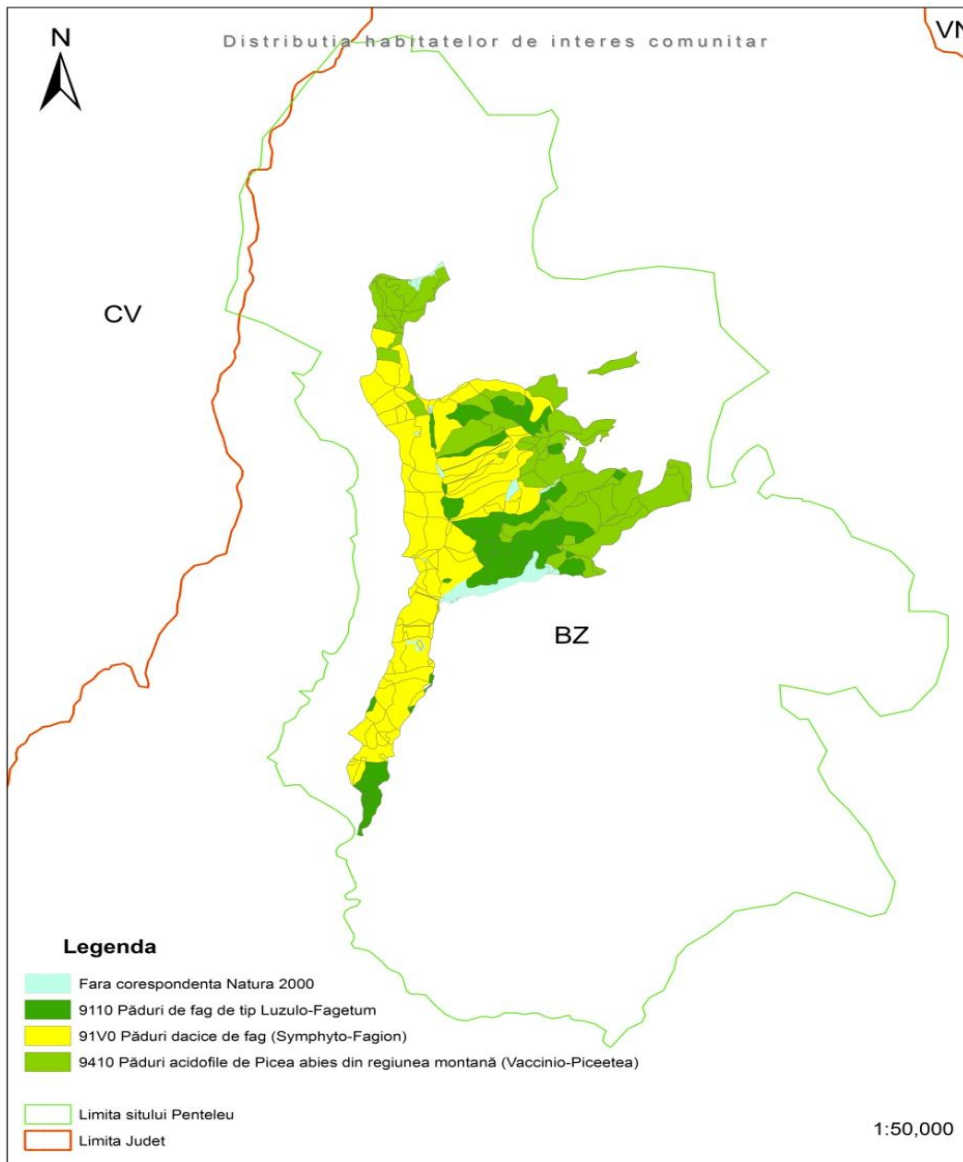 N
Distributia habitatelor de interes comunitar
VN
CV
BZ
Legenda
Fara corespondenta Natura 2000
9110 Păduri de fag de tip Luzulo-Fagetum
91V0 Păduri dacice de fag (Symphyto-Fagion)
9410 Păduri acidofile de Picea abies din regiunea montană (Vaccinio-Piceetea)
Limita sitului Penteleu
Limita Judet
1:50,000